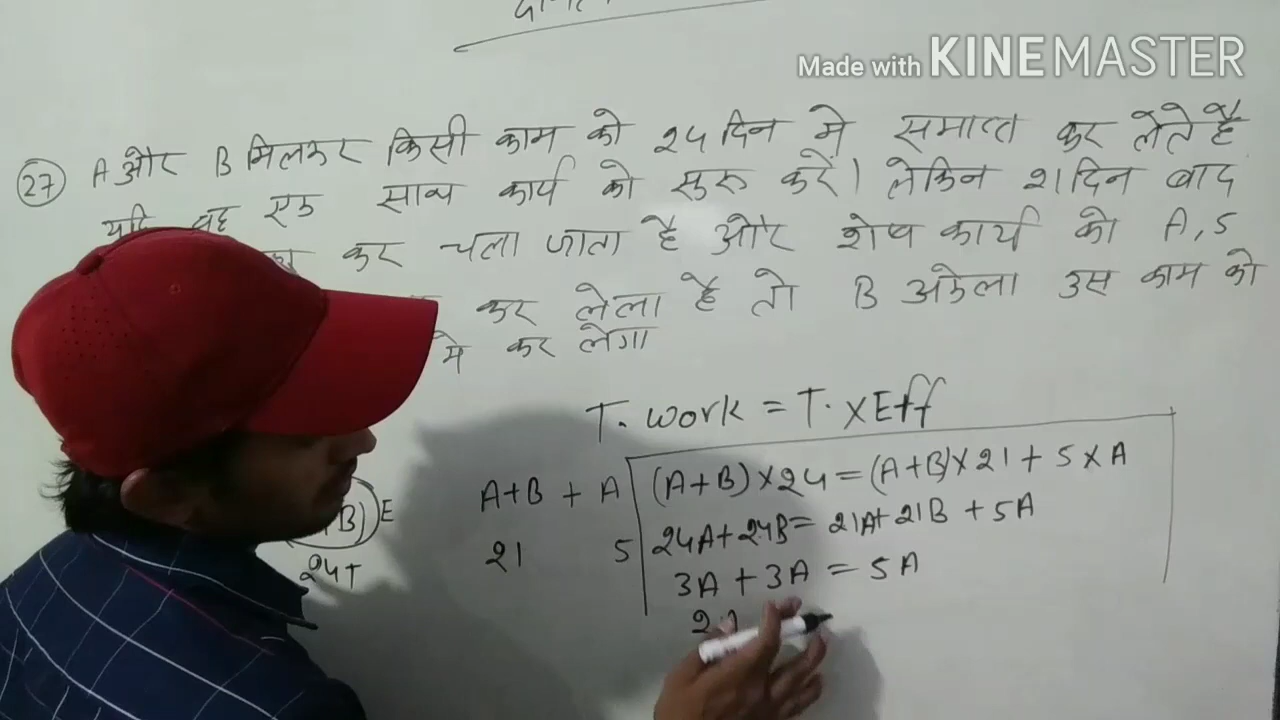 Made with KINEMASTER
27 A और B मिलकर किसी काम को 24 दिन मे समाप्त कर लेते है
यदि वह एक साथ कार्य को सुरू करें। लेकिन 21 दिन बाद
कर चला जाता है और शेष कार्य को A, 5
कर लेला है तो B अकेला उस काम को
मे कर लेगा
T. work = T. X Eff
A+B + A (A+B) × 24 = (A+B) × 21 + 5 × A
21 5 24A + 24B = 21A + 21B + 5A
B) E
24T
3A + 3A = 5A